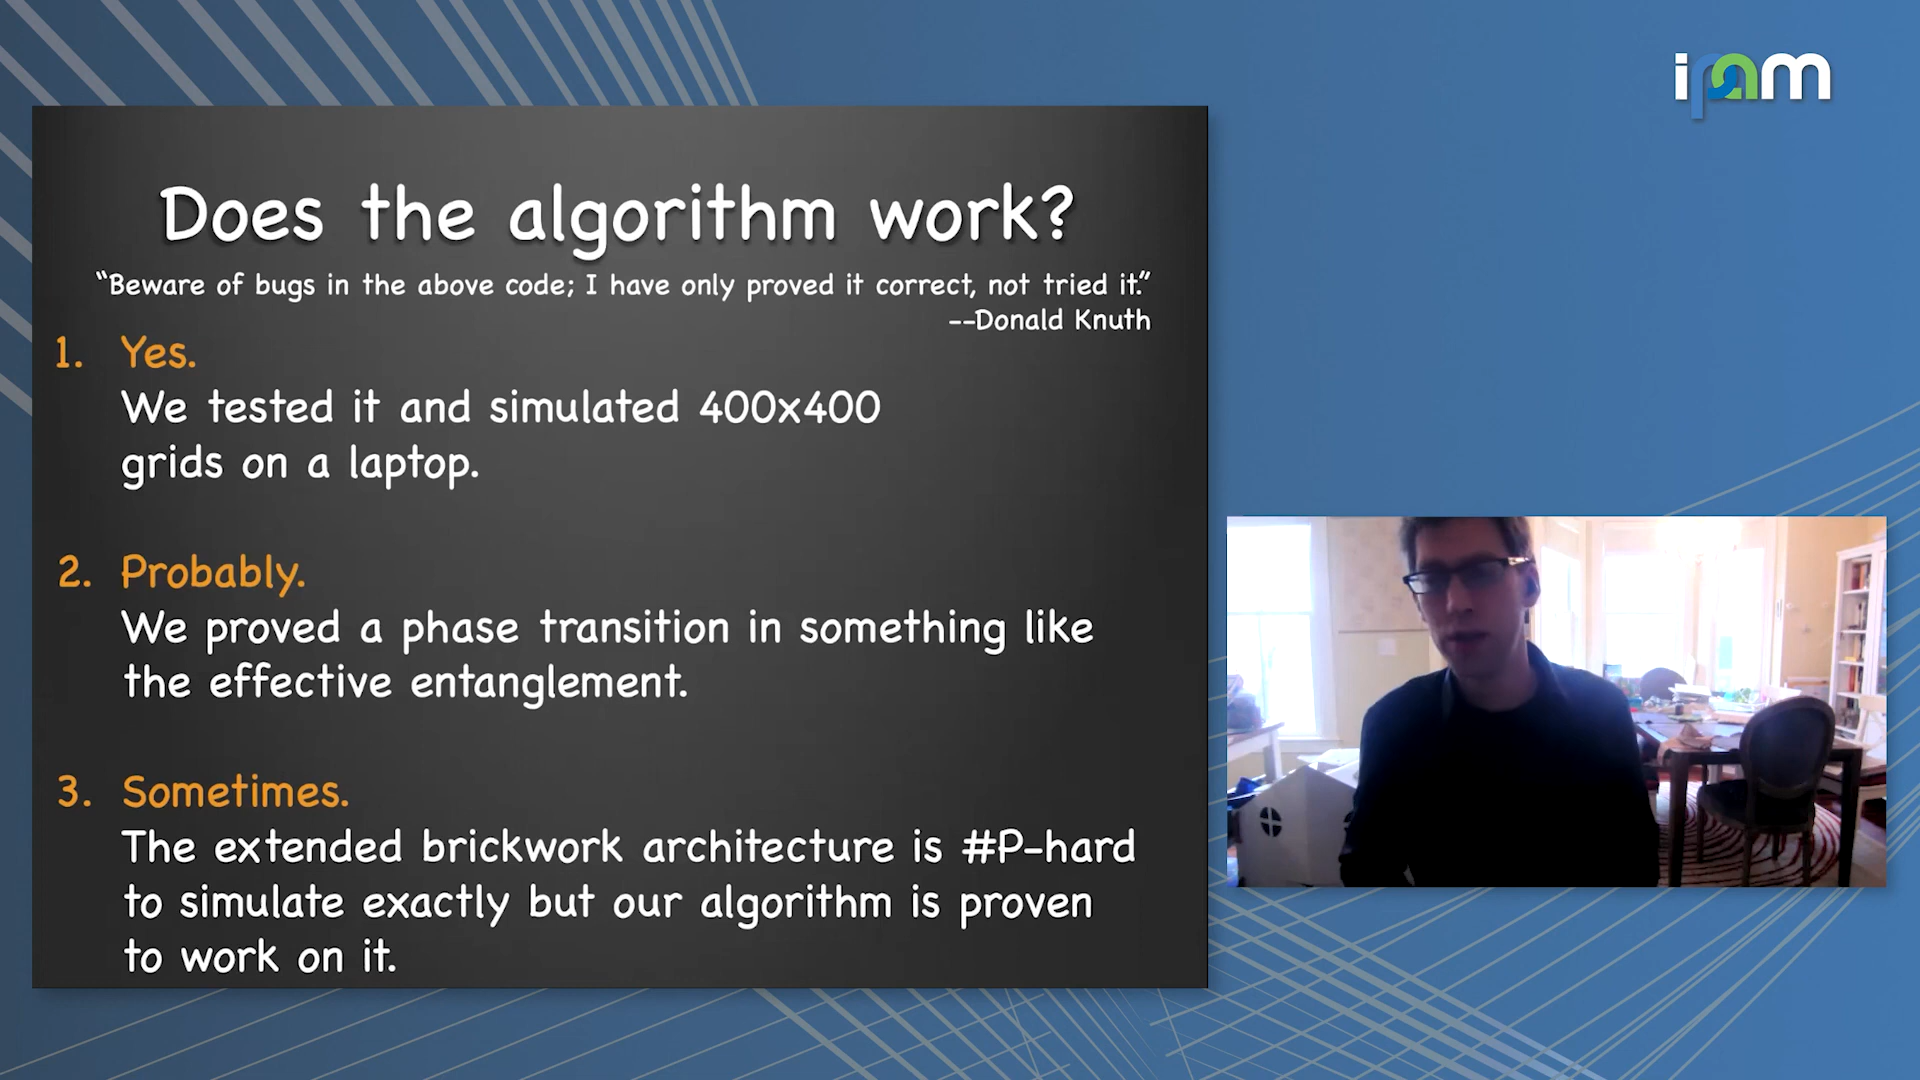 ipam
Does the algorithm work?
“Beware of bugs in the above code; I have only proved it correct, not tried it.”
--Donald Knuth
1. Yes.
We tested it and simulated 400x400
grids on a laptop.
2. Probably.
We proved a phase transition in something like
the effective entanglement.
3. Sometimes.
The extended brickwork architecture is #P-hard
to simulate exactly but our algorithm is proven
to work on it.